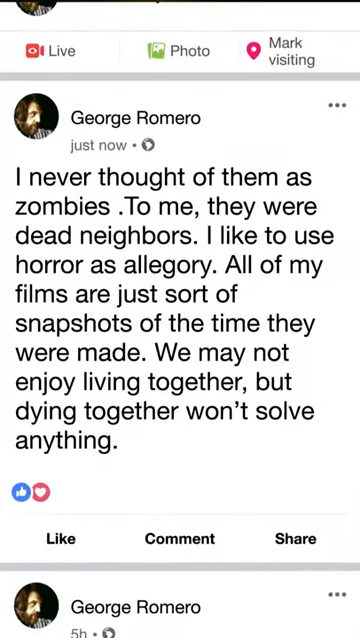 Live
Photo
Mark
visiting
George Romero
just now •
I never thought of them as
zombies .To me, they were
dead neighbors. I like to use
horror as allegory. All of my
films are just sort of
snapshots of the time they
were made. We may not
enjoy living together, but
dying together won't solve
anything.
Like
Comment
Share
George Romero
5h •